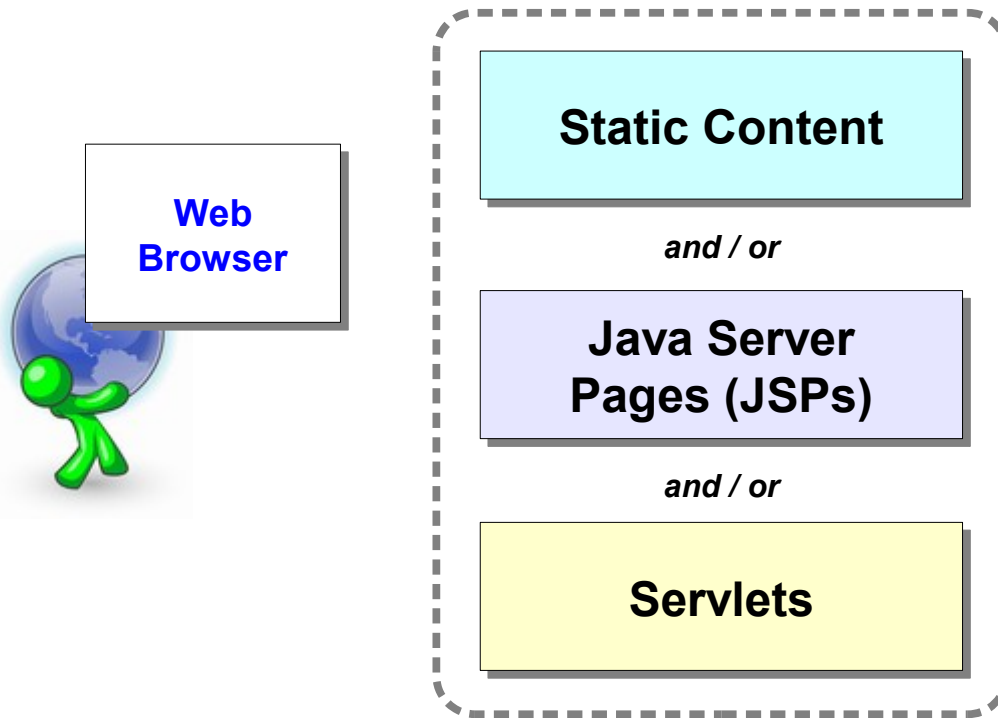 Web
Browser
Static Content
and / or
Java Server
Pages (JSPs)
and / or
Servlets